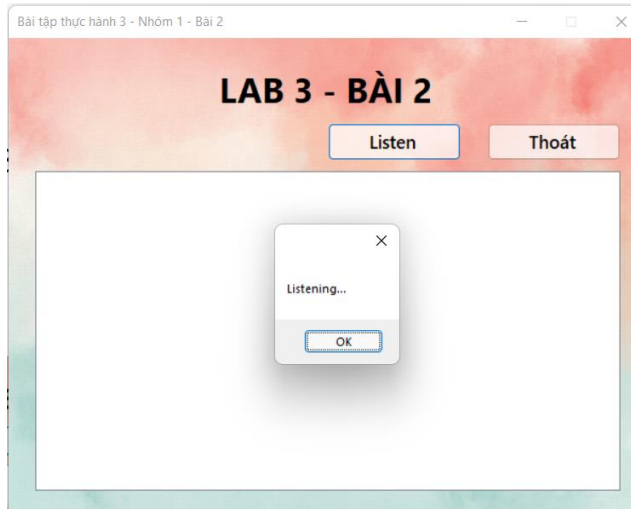 Bài tập thực hành 3 - Nhóm 1 - Bài 2
LAB 3 - BÀI 2
Listen
Thoát
Listening...
OK